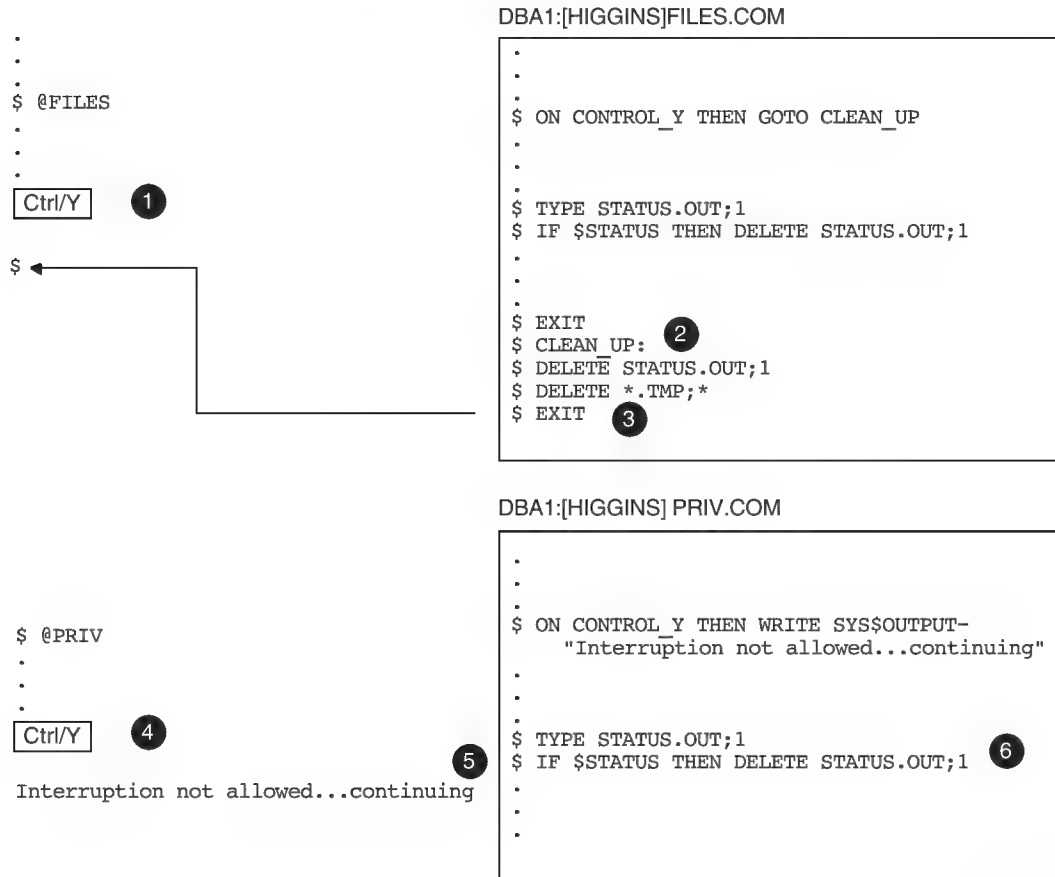 DBA1:[HIGGINS]FILES.COM
.
.
.
$ @FILES
.
.
.
Ctrl/Y 1
$
.
.
.
$ ON CONTROL_Y THEN GOTO CLEAN_UP
.
.
.
$ TYPE STATUS.OUT;1
$ IF $STATUS THEN DELETE STATUS.OUT;1
.
.
.
$ EXIT
$ CLEAN_UP: 2
$ DELETE STATUS.OUT;1
$ DELETE *.TMP;*
$ EXIT 3
DBA1:[HIGGINS] PRIV.COM
$ @PRIV
.
.
.
Ctrl/Y 4
5
Interruption not allowed...continuing
.
.
.
$ ON CONTROL_Y THEN WRITE SYS$OUTPUT-
"Interruption not allowed...continuing"
.
.
.
$ TYPE STATUS.OUT;1
$ IF $STATUS THEN DELETE STATUS.OUT;1 6
.
.
.